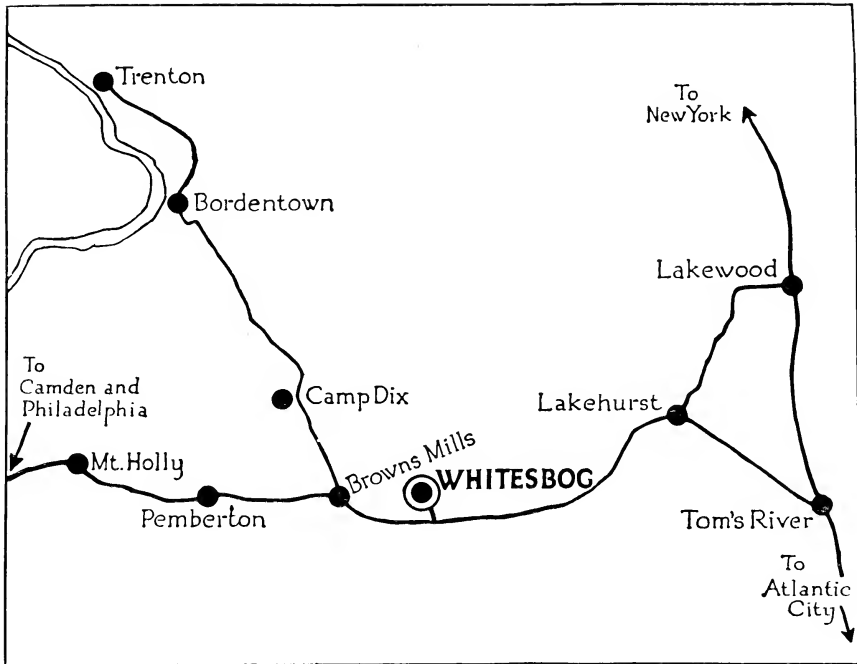 Trenton
To
New York
Bordentown
Lakewood
To
Camden and
Philadelphia
Camp Dix
Lakehurst
Mt. Holly
Browns Mills
WHITESBOG
Pemberton
Tom's River
To
Atlantic
City